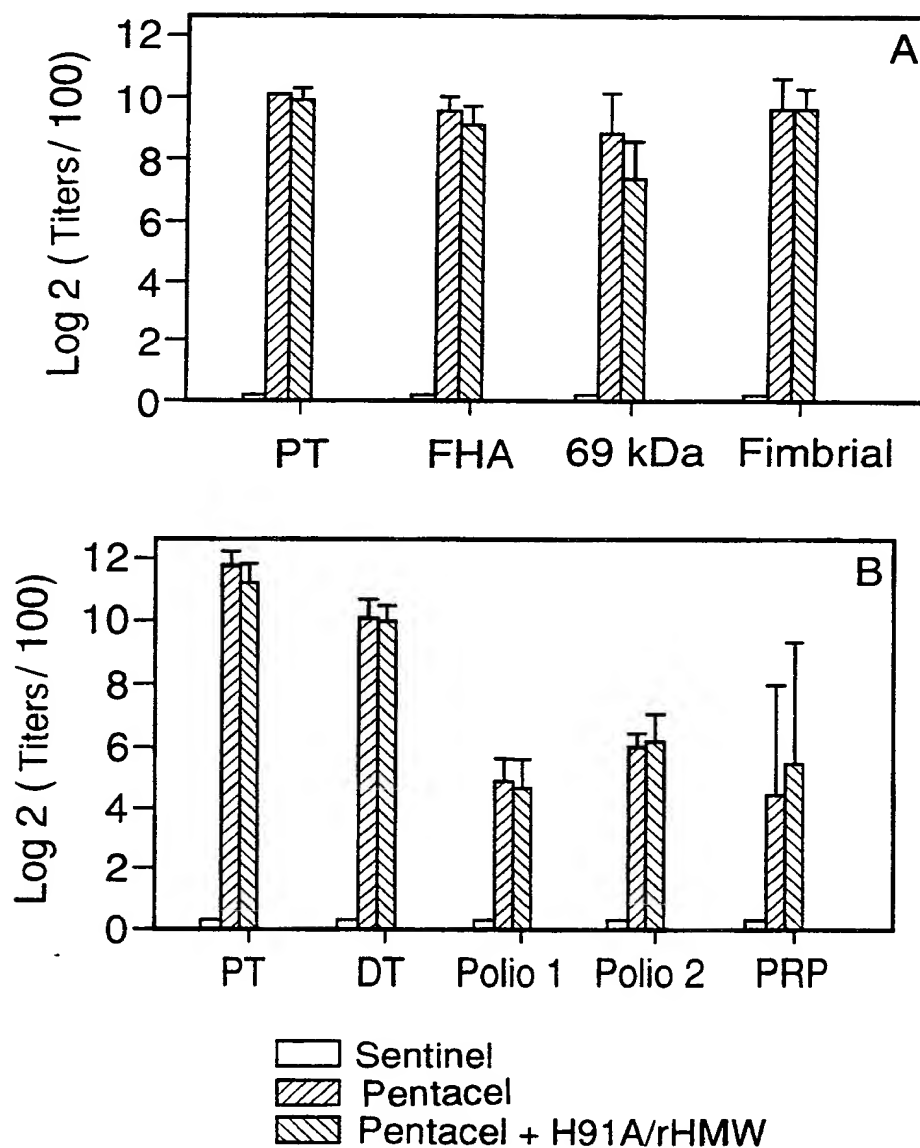 A
Log 2 (Titers / 100)
12
10
8
6
4
2
0
PT FHA 69 kDa Fimbrial
B
Log 2 (Titers / 100)
12
10
8
6
4
2
0
PT DT Polio 1 Polio 2 PRP
Sentinel
Pentacel
Pentacel + H91A/rHMW